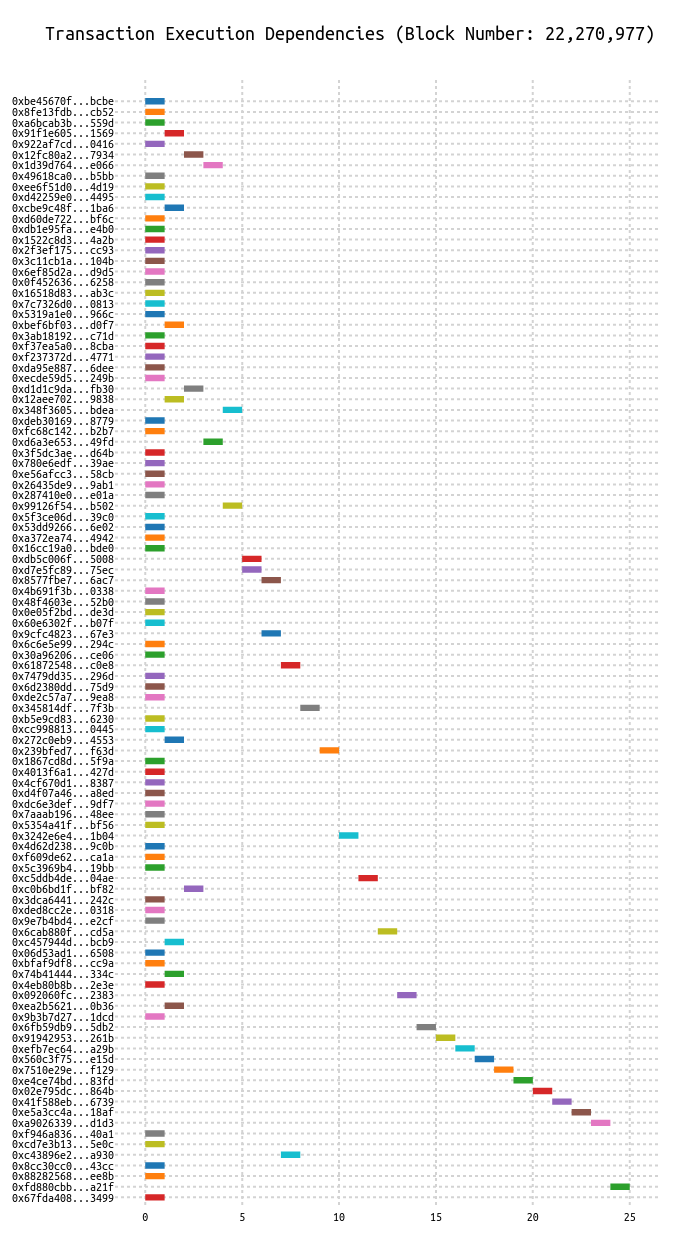 Transaction Execution Dependencies (Block Number: 22,270,977)
0xbe45670f...bcbe
0x8fe13fdb...cb52
0xa6bcab3b...559d
0x91f1e605...1569
0x922af7cd...0416
0x12fc80a2...7934
0x1d39d764...e066
0x49618ca0...b5bb
0xee6f51d0...4d19
0xd42259e0...4495
0xcbe9c48f...1ba6
0xd60de722...bf6c
0xdb1e95fa...e4b0
0x1522c8d3...4a2b
0x2f3ef175...cc93
0x3c11cb1a...104b
0x6ef85d2a...d9d5
0x0f452636...6258
0x16518d83...ab3c
0x7c7326d0...0813
0x5319a1e0...966c
0xbef6bf03...d0f7
0x3ab18192...c71d
0xf37ea5a0...8cba
0xf237372d...4771
0xda95e887...6dee
0xecde59d5...249b
0xd1d1c9da...fb30
0x12aee702...9838
0x348f3605...bdea
0xdeb30169...8779
0xfc68c142...b2b7
0xd6a3e653...49fd
0x3f5dc3ae...d64b
0x780e6edf...39ae
0xe56afcc3...58cb
0x26435de9...9ab1
0x287410e0...e01a
0x99126f54...b502
0x5f3ce06d...39c0
0x53dd9266...6e02
0xa372ea74...4942
0x16cc19a0...bde0
0xdb5c006f...5008
0xd7e5fc89...75ec
0x8577fbe7...6ac7
0x4b691f3b...0338
0x48f4603e...52b0
0x0e05f2bd...de3d
0x60e6302f...b07f
0x9cfc4823...67e3
0x6c6e5e99...294c
0x30a96206...ce06
0x61872548...c0e8
0x7479dd35...296d
0x6d2380dd...75d9
0xde2c57a7...9ea8
0x345814df...7f3b
0xb5e9cd83...6230
0xcc998813...0445
0x272c0eb9...4553
0x239bfed7...f63d
0x1867cd8d...5f9a
0x4013f6a1...427d
0x4cf670d1...8387
0xd4f07a46...a8ed
0xdc6e3def...9df7
0x7aaab196...48ee
0x5354a41f...bf56
0x3242e6e4...1b04
0x4d62d238...9c0b
0xf609de62...ca1a
0x5c3969b4...19bb
0xc5ddb4de...04ae
0xc0b6bd1f...bf82
0x3dca6441...242c
0xded8cc2e...0318
0x9e7b4bd4...e2cf
0x6cab880f...cd5a
0xc457944d...bcb9
0x06d53ad1...6508
0xbfaf9df8...cc9a
0x74b41444...334c
0x4eb80b8b...2e3e
0x092060fc...2383
0xea2b5621...0b36
0x9b3b7d27...1dcd
0x6fb59db9...5db2
0x91942953...261b
0xefb7ec64...a29b
0x560c3f75...e15d
0x7510e29e...f129
0xe4ce74bd...83fd
0x02e795dc...864b
0x41f588eb...6739
0xe5a3cc4a...18af
0xa9026339...d1d3
0xf946a836...40a1
0xcd7e3b13...5e0c
0xc43896e2...a930
0x8cc30cc0...43cc
0x88282568...ee8b
0xfd880cbb...a21f
0x67fda408...3499
0 5 10 15 20 25